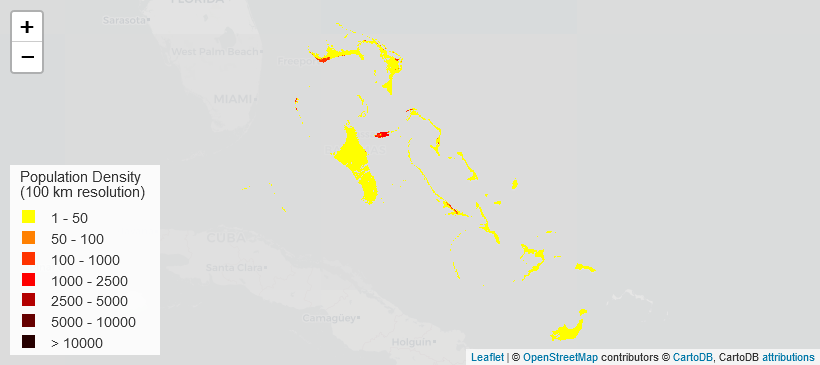 FLORIDA
Sarasota
West Palm Beach
Freeport
MIAMI
+
−
Population Density
(100 km resolution)
1 - 50
50 - 100
100 - 1000
1000 - 2500
2500 - 5000
5000 - 10000
> 10000
CUBA
Santa Clara
Camagüey
Holguín
Leaflet | © OpenStreetMap contributors © CartoDB, CartoDB attributions